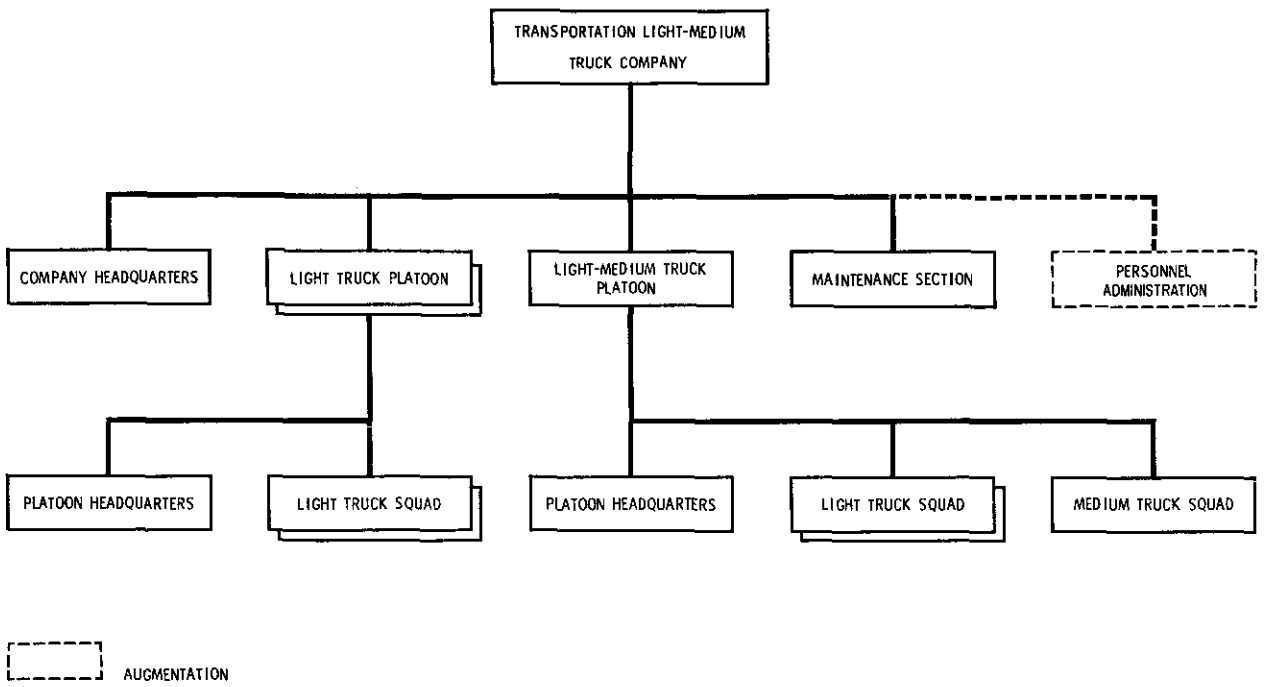 TRANSPORTATION LIGHT-MEDIUM
TRUCK COMPANY
COMPANY HEADQUARTERS
LIGHT TRUCK PLATOON
LIGHT-MEDIUM TRUCK
PLATOON
MAINTENANCE SECTION
PERSONNEL
ADMINISTRATION
PLATOON HEADQUARTERS
LIGHT TRUCK SQUAD
PLATOON HEADQUARTERS
LIGHT TRUCK SQUAD
MEDIUM TRUCK SQUAD
AUGMENTATION